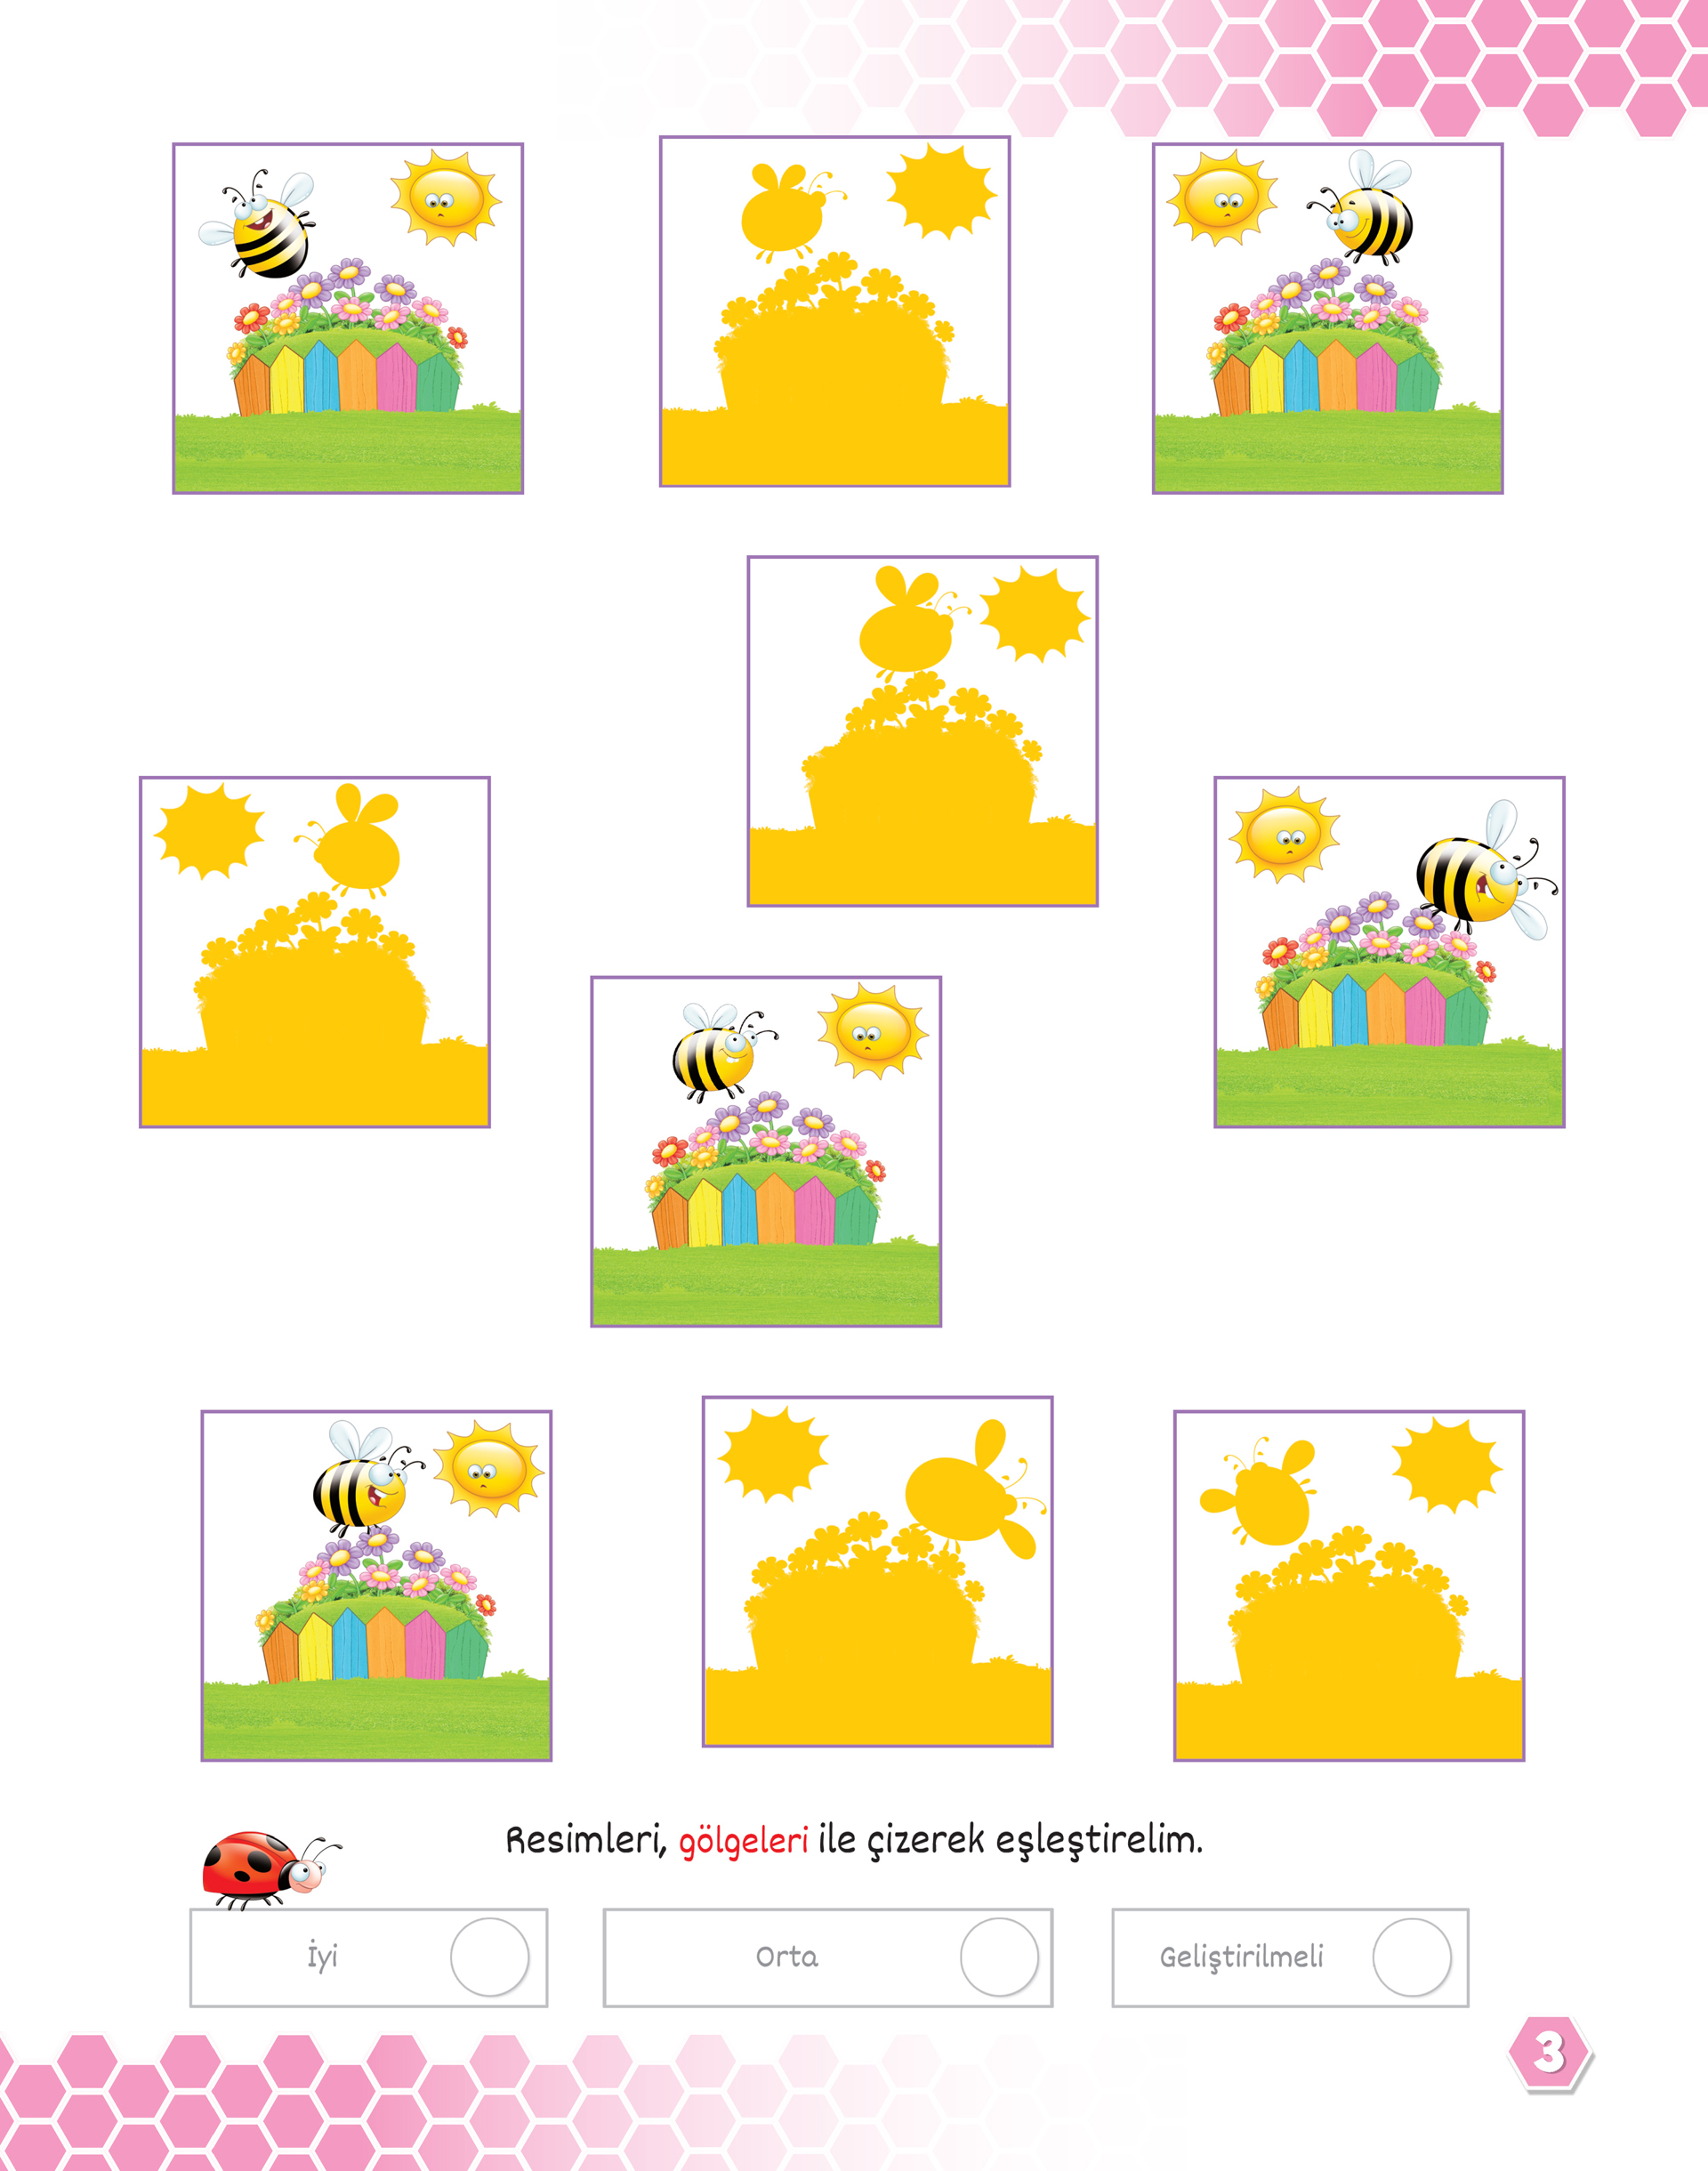 Resimleri, gölgeleri ile çizerek eşleştirelim.
İyi
Orta
Geliştirilmeli
3